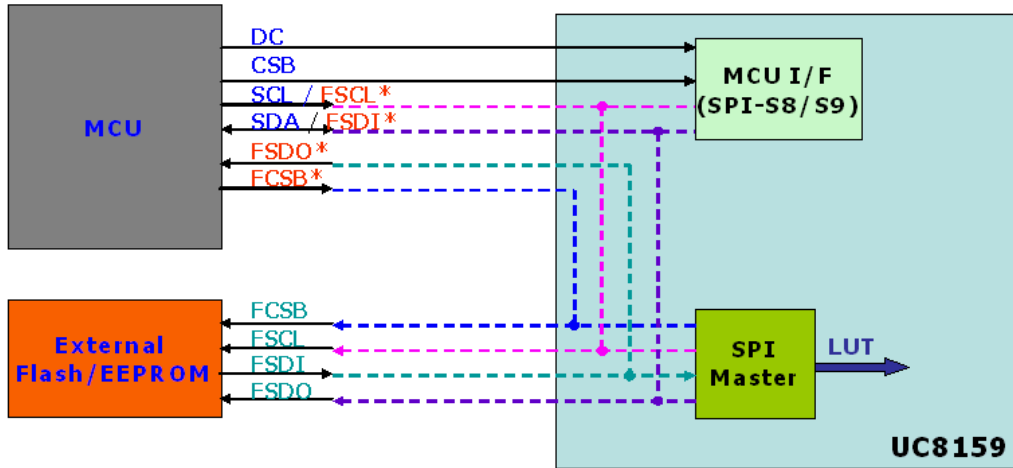 DC
CSB
SCL / FSCL*
SDA / FSDI*
FSDO*
FCSB*
MCU
MCU I/F
(SPI-S8/S9)
FCSB
FSCL
FSDI
FSDO
External
Flash/EEPROM
SPI
Master
LUT
UC8159